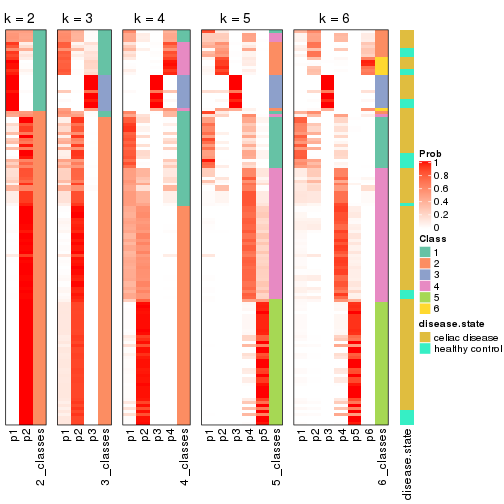 k = 2
k = 3
k = 4
k = 5
k = 6
Prob
1
0.8
0.6
0.4
0.2
0
Class
1
2
3
4
5
6
disease.state
celiac disease
healthy control
p1
p2
2_classes
p1
p2
p3
3_classes
p1
p2
p3
p4
4_classes
p1
p2
p3
p4
p5
5_classes
p1
p2
p3
p4
p5
p6
6_classes
disease.state